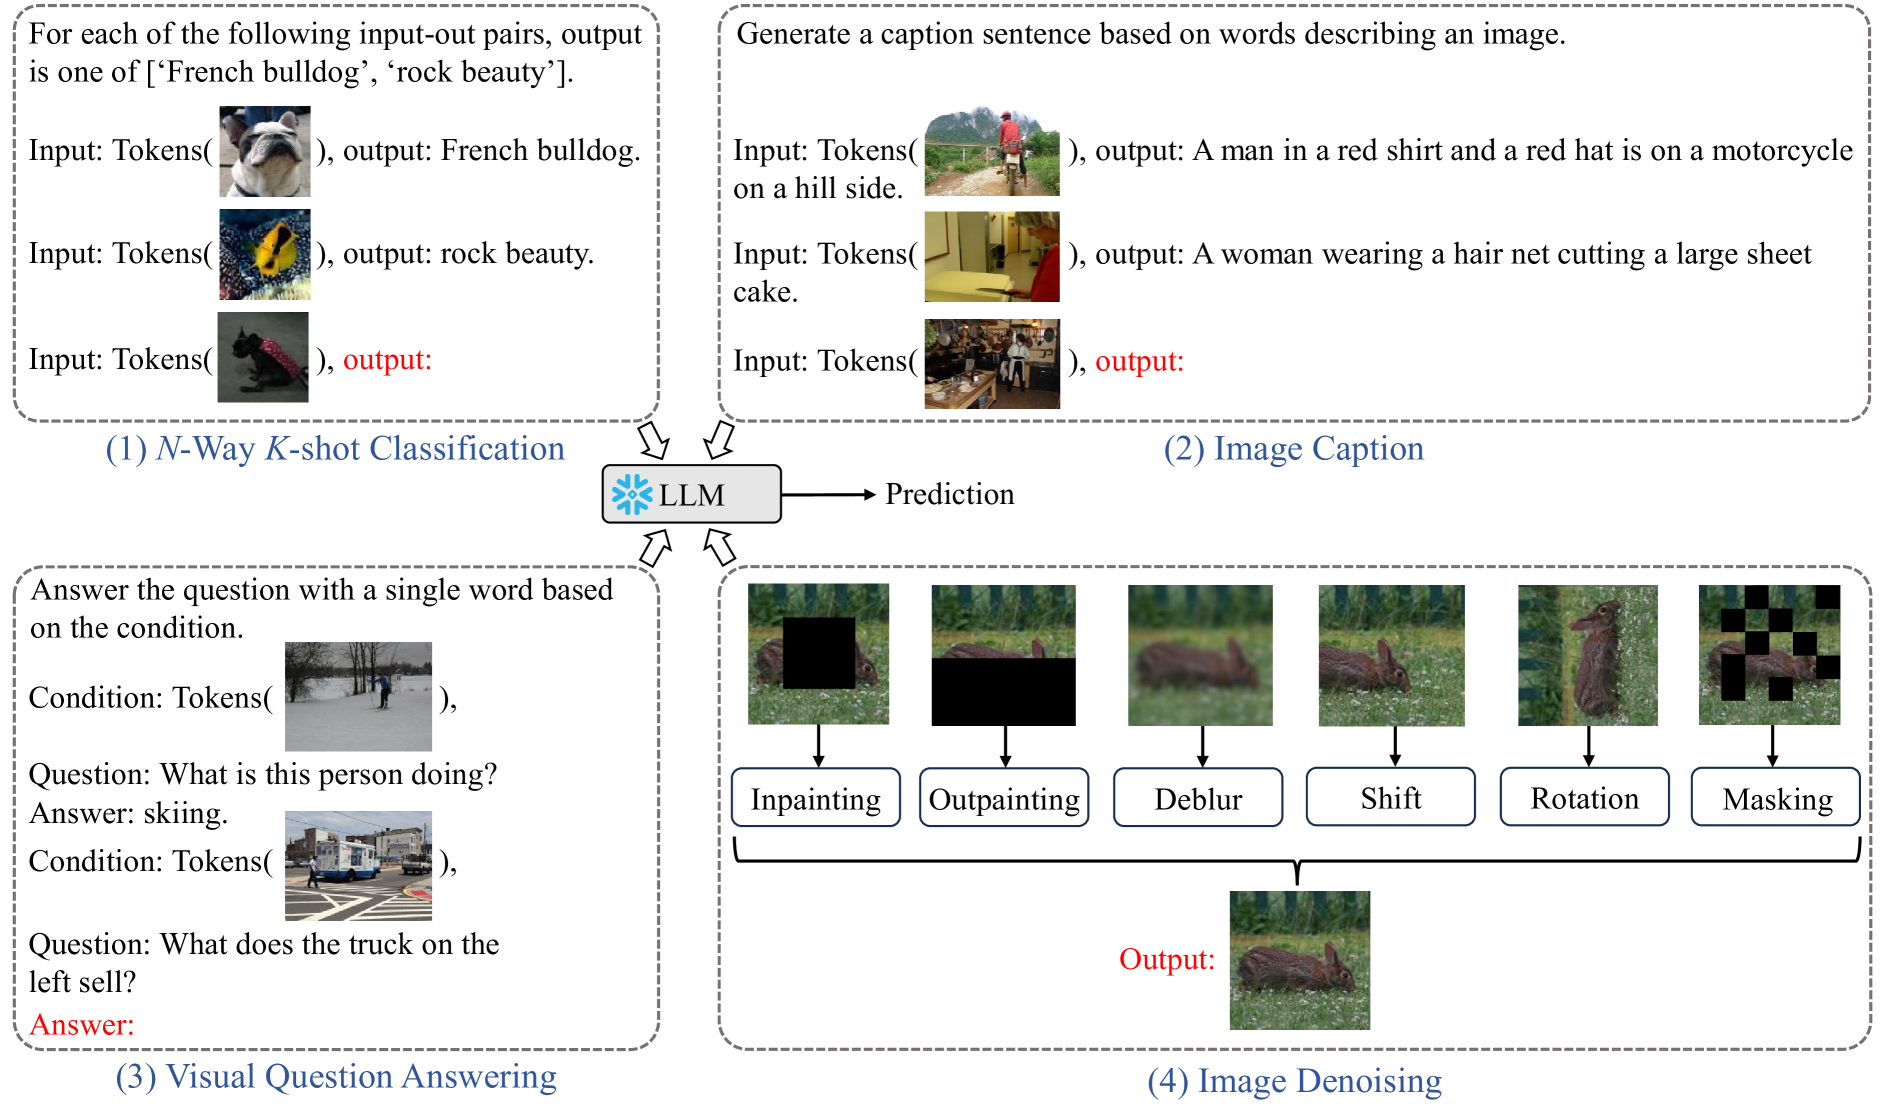 For each of the following input-out pairs, output
is one of [‘French bulldog’, ‘rock beauty’].
Input: Tokens( ), output: French bulldog.
Input: Tokens( ), output: rock beauty.
Input: Tokens( ), output:
(1) N-Way K-shot Classification
Generate a caption sentence based on words describing an image.
Input: Tokens( ), output: A man in a red shirt and a red hat is on a motorcycle
on a hill side.
Input: Tokens( ), output: A woman wearing a hair net cutting a large sheet
cake.
Input: Tokens( ), output:
(2) Image Caption
LLM
Prediction
Answer the question with a single word based
on the condition.
Condition: Tokens( ),
Question: What is this person doing?
Answer: skiing.
Condition: Tokens( ),
Question: What does the truck on the
left sell?
Answer:
(3) Visual Question Answering
Inpainting
Outpainting
Deblur
Shift
Rotation
Masking
Output:
(4) Image Denoising